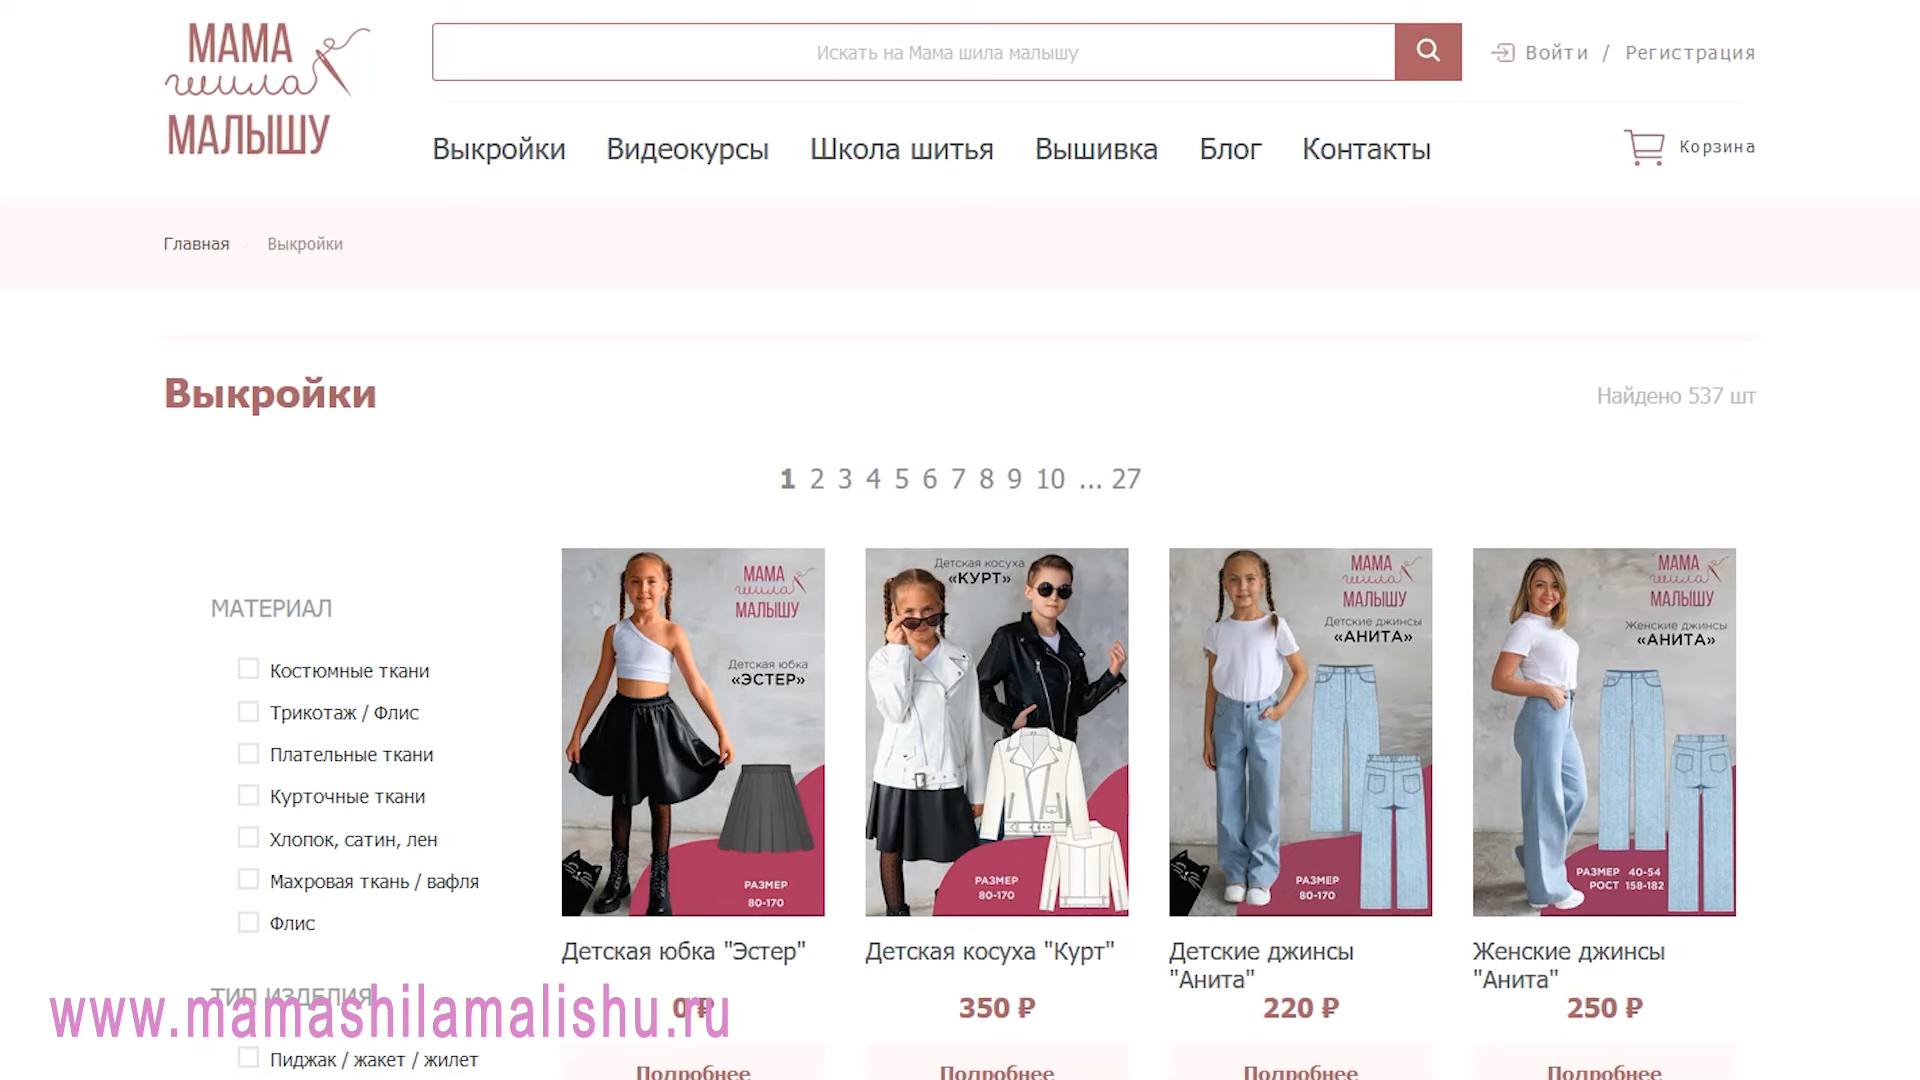 МАМА
шила
МАЛЫШУ
Искать на Мама шила малышу
Войти / Регистрация
Выкройки Видеокурсы Школа шитья Вышивка Блог Контакты
Корзина
Главная Выкройки
Выкройки
Найдено 537 шт
1 2 3 4 5 6 7 8 9 10 ... 27
МАТЕРИАЛ
Костюмные ткани
Трикотаж / Флис
Плательные ткани
Курточные ткани
Хлопок, сатин, лен
Махровая ткань / вафля
Флис
ТИП ИЗДЕЛИЯ
Пиджак / жакет / жилет
МАМА
шила
МАЛЫШУ
Детская юбка
«ЭСТЕР»
РАЗМЕР
80-170
Детская юбка "Эстер"
0 ₽
Подробнее
Детская косуха
«КУРТ»
РАЗМЕР
80-170
Детская косуха "Курт"
350 ₽
Подробнее
МАМА
шила
МАЛЫШУ
Детские джинсы
«АНИТА»
РАЗМЕР
80-170
Детские джинсы
"Анита"
220 ₽
Подробнее
МАМА
шила
МАЛЫШУ
Женские джинсы
«АНИТА»
РАЗМЕР 40-54
РОСТ 158-182
Женские джинсы
"Анита"
250 ₽
Подробнее
www.mamashilamalishu.ru